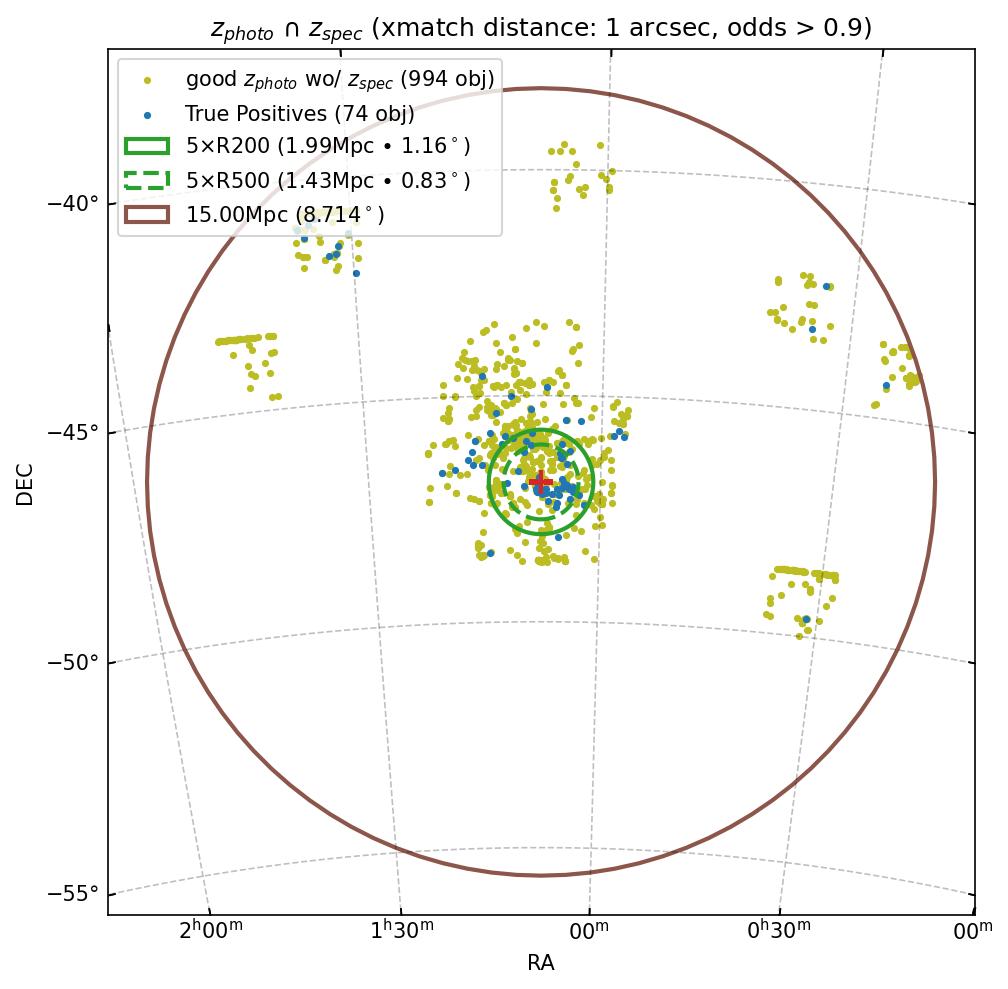 z_photo ∩ z_spec (xmatch distance: 1 arcsec, odds > 0.9)
good z_photo wo/ z_spec (994 obj)
True Positives (74 obj)
5×R200 (1.99Mpc • 1.16°)
5×R500 (1.43Mpc • 0.83°)
15.00Mpc (8.714°)
−40°
−45°
−50°
−55°
DEC
2h00m 1h30m 00m 0h30m 00m
RA